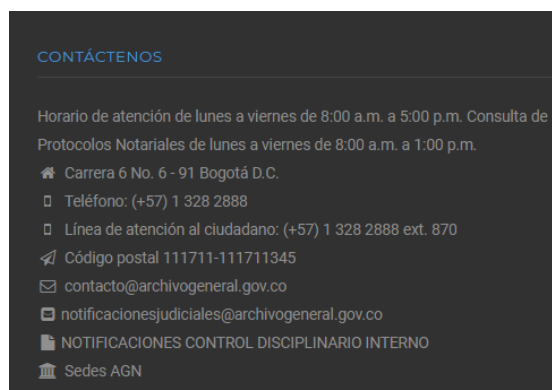 CONTÁCTENOS
Horario de atención de lunes a viernes de 8:00 a.m. a 5:00 p.m. Consulta de
Protocolos Notariales de lunes a viernes de 8:00 a.m. a 1:00 p.m.
Carrera 6 No. 6 - 91 Bogotá D.C.
Teléfono: (+57) 1 328 2888
Línea de atención al ciudadano: (+57) 1 328 2888 ext. 870
Código postal 111711-111711345
contacto@archivogeneral.gov.co
notificacionesjudiciales@archivogeneral.gov.co
NOTIFICACIONES CONTROL DISCIPLINARIO INTERNO
Sedes AGN